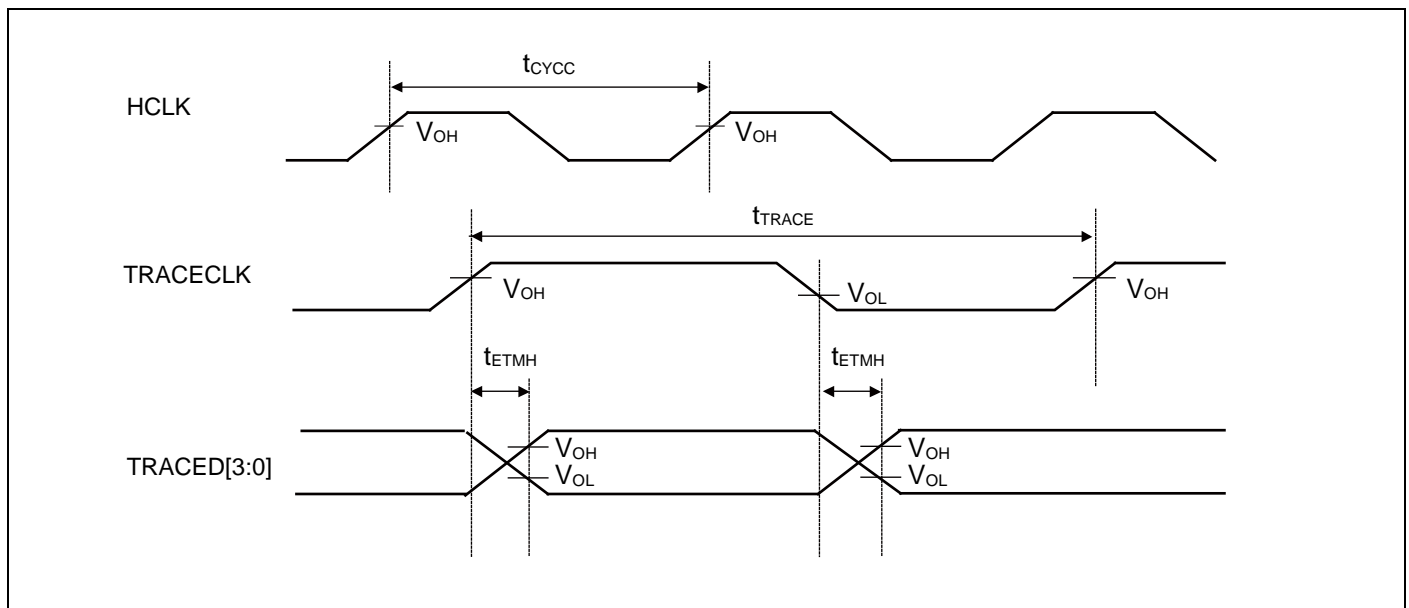 tCYCC
HCLK
VOH VOH
tTRACE
TRACECLK
VOH VOL VOH
tETMH tETMH
VOH VOH
TRACED[3:0]
VOL VOL